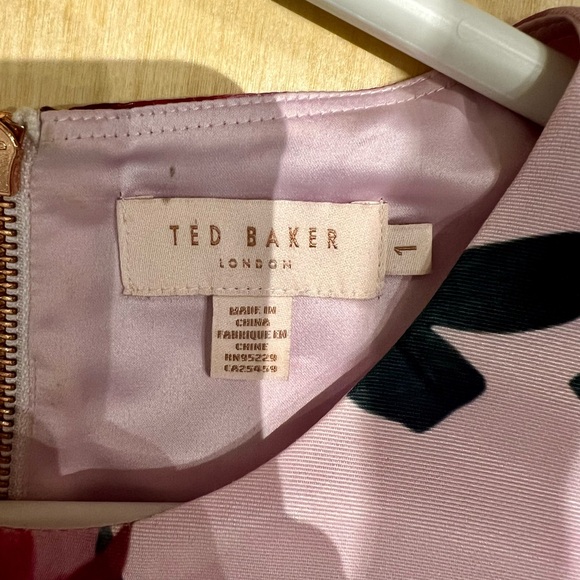 TED BAKER
LONDON
1
MADE IN
CHINA
FABRIQUE EN
CHINE
RN95229
CA25459